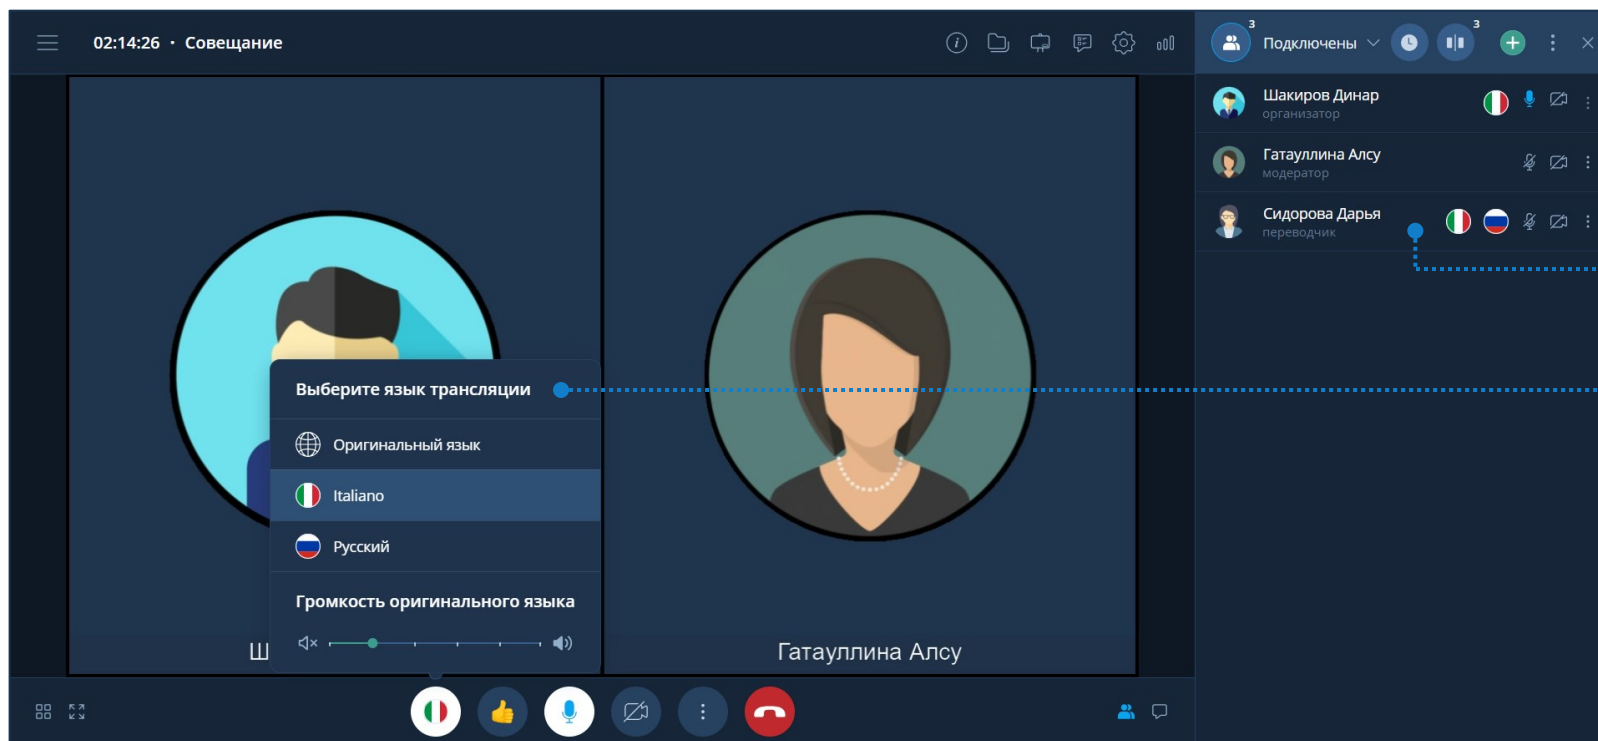 02:14:26 · Совещание
3
Подключены
3
Шакиров Динар
организатор
Гатауллина Алсу
модератор
Сидорова Дарья
переводчик
Выберите язык трансляции
Оригинальный язык
Italiano
Русский
Громкость оригинального языка
Ш
Гатауллина Алсу